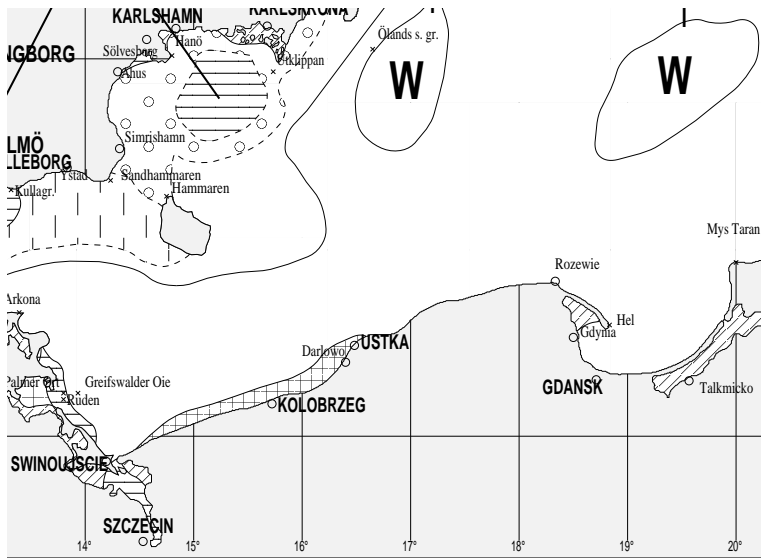 KARLSHAMN
KARLSKRONA
Ölands s. gr.
Hanö
Sölvesborg
NGBORG
Utklippan
Åhus
W
W
Simrishamn
LMÖ
LLEBORG
Ystad
Sandhammaren
Kullagr.
Hammaren
Mys Taran
Rozewie
Arkona
Hel
Gdynia
USTKA
Darlowo
Palmer Ort
Greifswalder Oie
GDANSK
Talkmicko
Ruden
KOLOBRZEG
SWINOUJSCIE
SZCZECIN
14° 15° 16° 17° 18° 19° 20°